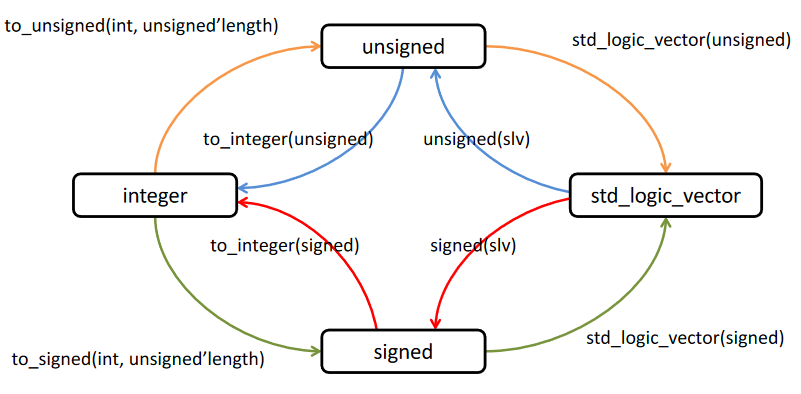 to_unsigned(int, unsigned’length)
unsigned
std_logic_vector(unsigned)
to_integer(unsigned)
unsigned(slv)
integer
std_logic_vector
to_integer(signed)
signed(slv)
std_logic_vector(signed)
to_signed(int, unsigned’length)
signed